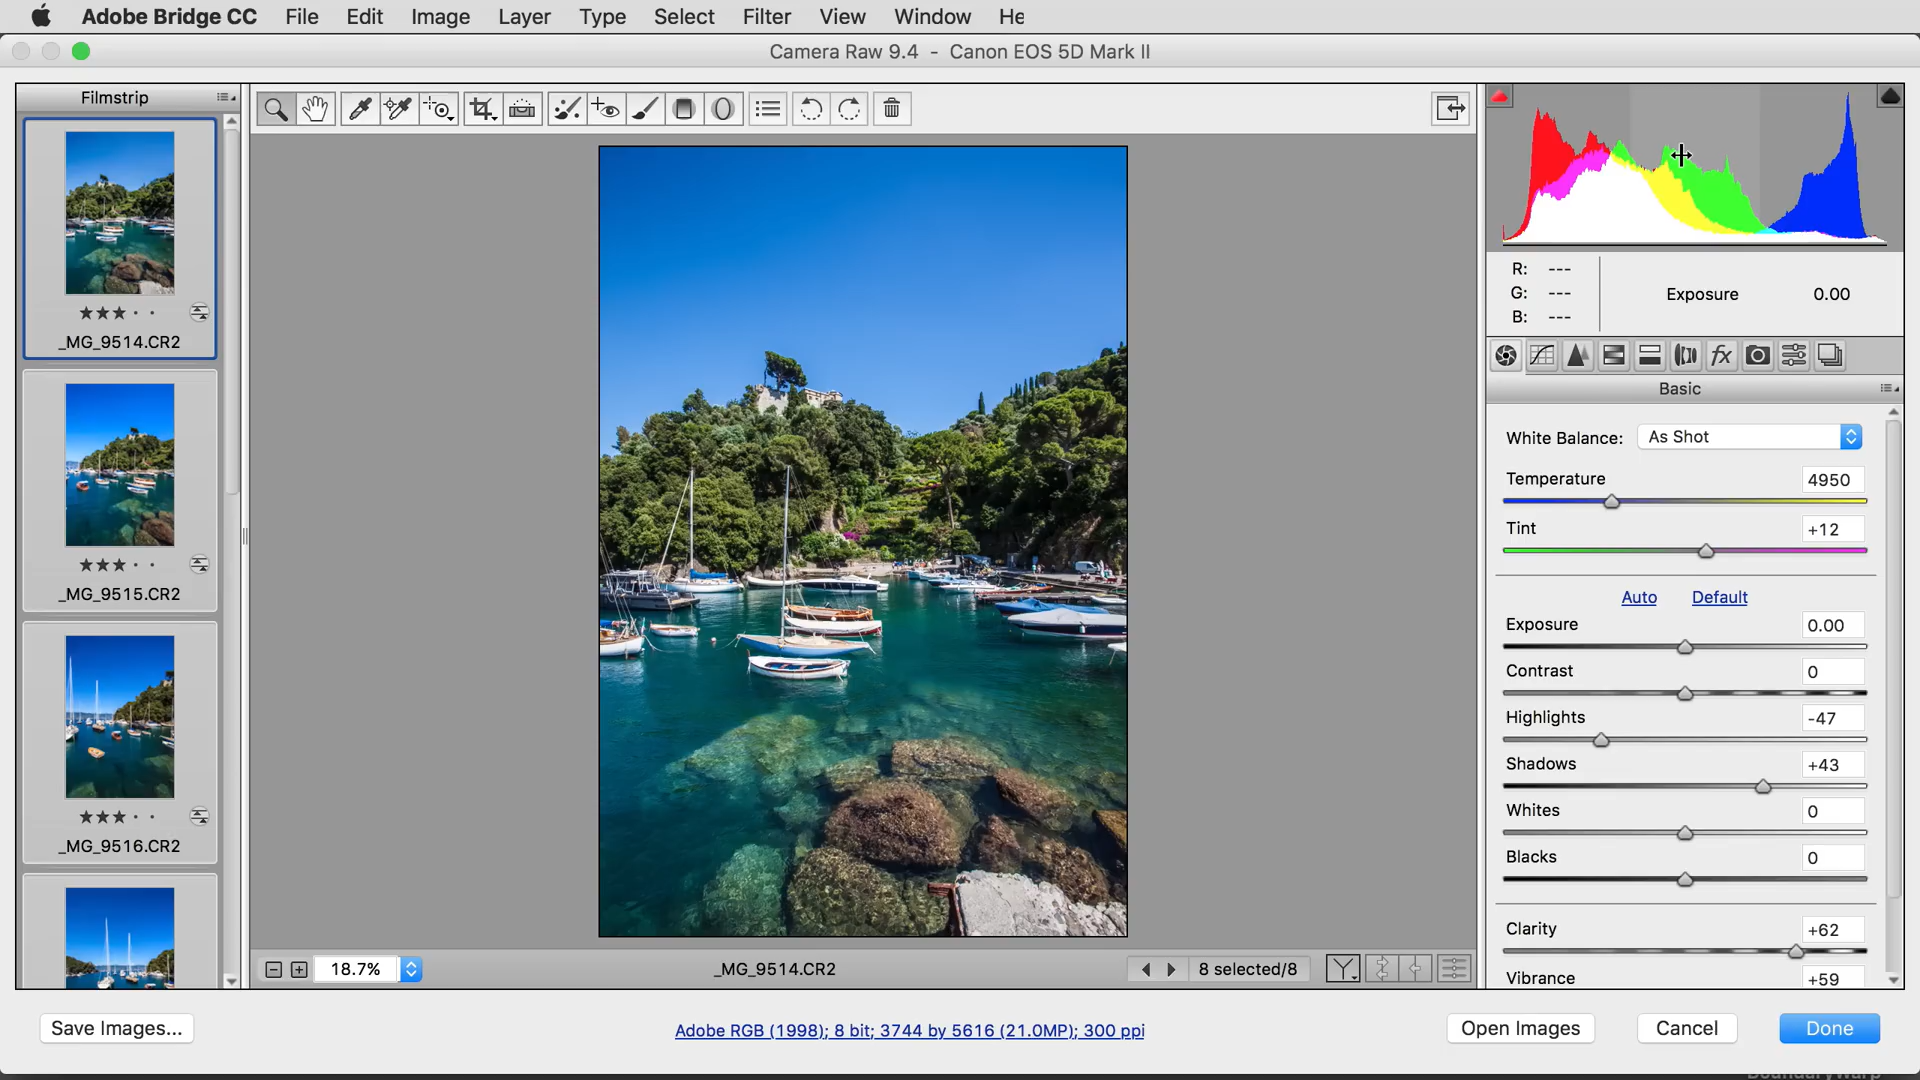 Adobe Bridge CC File Edit Image Layer Type Select Filter View Window He
Camera Raw 9.4 - Canon EOS 5D Mark II
Filmstrip
_MG_9514.CR2
_MG_9515.CR2
_MG_9516.CR2
18.7%
_MG_9514.CR2
8 selected/8
R: ---
G: ---
B: ---
Exposure 0.00
fx
Basic
White Balance: As Shot
Temperature 4950
Tint +12
Auto Default
Exposure 0.00
Contrast 0
Highlights -47
Shadows +43
Whites 0
Blacks 0
Clarity +62
Vibrance +59
Save Images...
Adobe RGB (1998); 8 bit; 3744 by 5616 (21.0MP); 300 ppi
Open Images Cancel Done